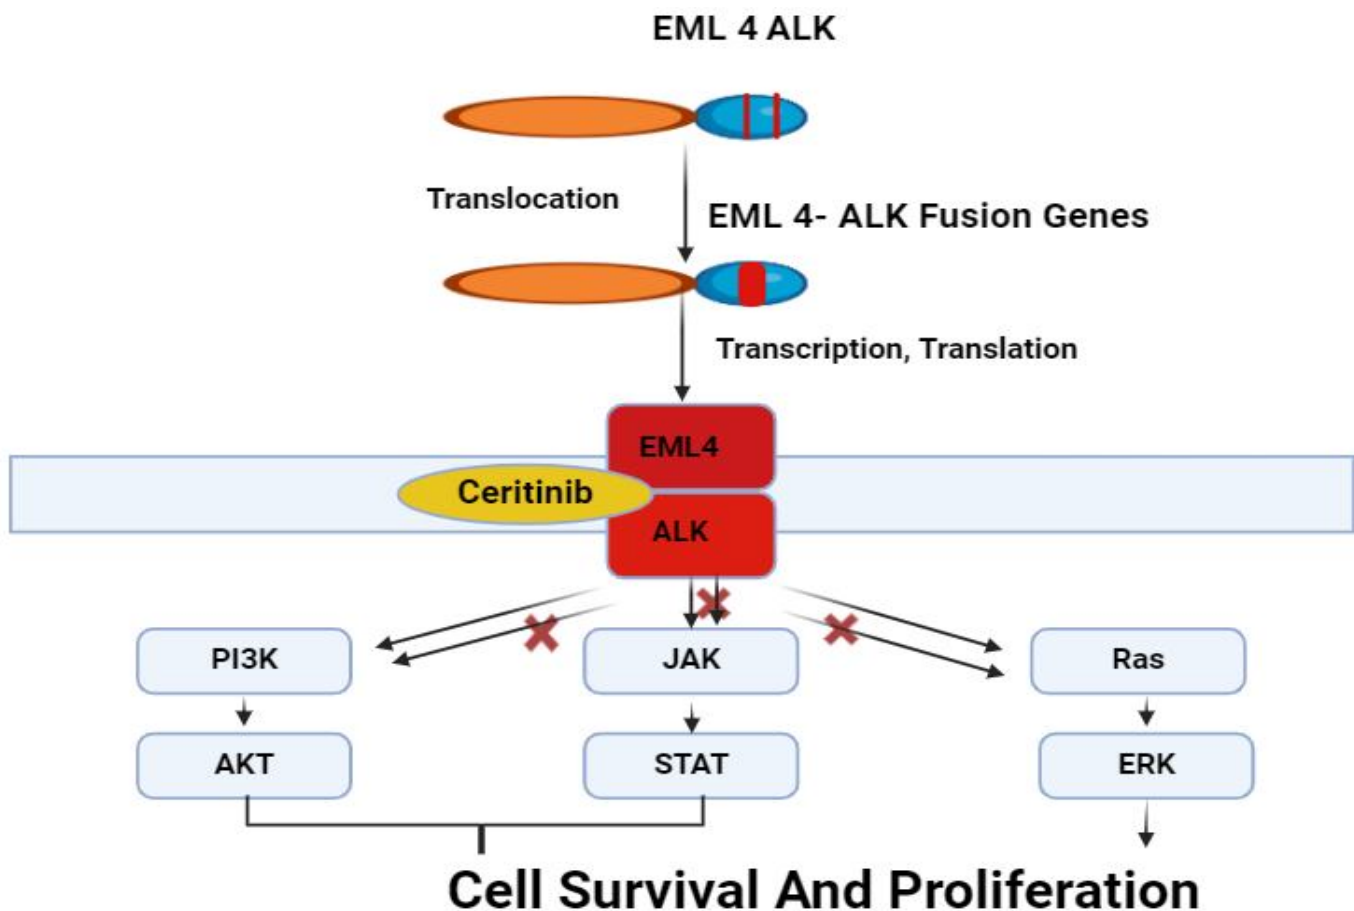 EML 4 ALK
Translocation
EML 4- ALK Fusion Genes
Transcription, Translation
EML4
Ceritinib
ALK
PI3K
JAK
Ras
AKT
STAT
ERK
Cell Survival And Proliferation